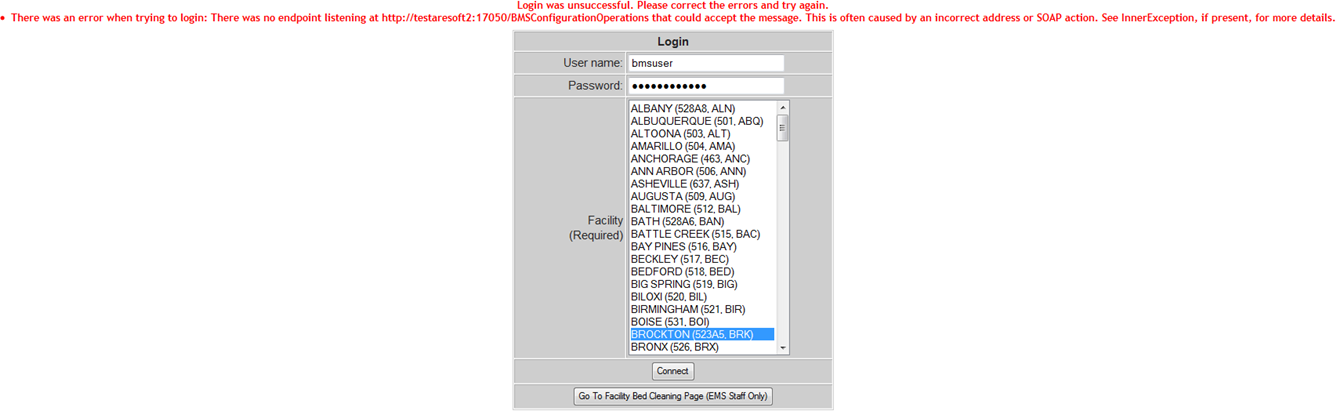 Login was unsuccessful. Please correct the errors and try again.
• There was an error when trying to login: There was no endpoint listening at http://testaresoft2:17050/BMSConfigurationOperations that could accept the message. This is often caused by an incorrect address or SOAP action. See InnerException, if present, for more details.
Login
User name: bmsuser
Password: ●●●●●●●●●●●●
Facility
(Required)
ALBANY (528A8, ALN)
ALBUQUERQUE (501, ABQ)
ALTOONA (503, ALT)
AMARILLO (504, AMA)
ANCHORAGE (463, ANC)
ANN ARBOR (506, ANN)
ASHEVILLE (637, ASH)
AUGUSTA (509, AUG)
BALTIMORE (512, BAL)
BATH (528A6, BAN)
BATTLE CREEK (515, BAC)
BAY PINES (516, BAY)
BECKLEY (517, BEC)
BEDFORD (518, BED)
BIG SPRING (519, BIG)
BILOXI (520, BIL)
BIRMINGHAM (521, BIR)
BOISE (531, BOI)
BROCKTON (523A5, BRK)
BRONX (526, BRX)
Connect
Go To Facility Bed Cleaning Page (EMS Staff Only)